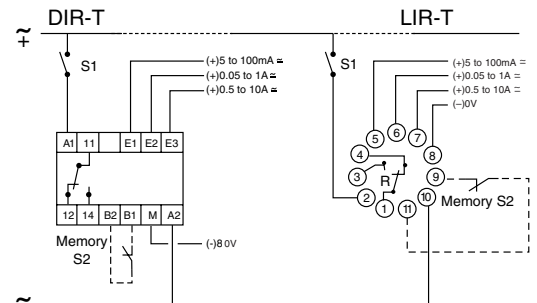 DIR-T
LIR-T
≂
+
S1
(+)5 to 100mA ≂
(+)0.05 to 1A ≂
(+)0.5 to 10A ≂
S1
(+)5 to 100mA ≂
(+)0.05 to 1A ≂
(+)0.5 to 10A ≂
(–)0V
A1 11 E1 E2 E3
12 14 B2 B1 M A2
Memory
S2
(-)80V
5 6 7 8
4
3
R
9
2 1 11 10
Memory S2
≂